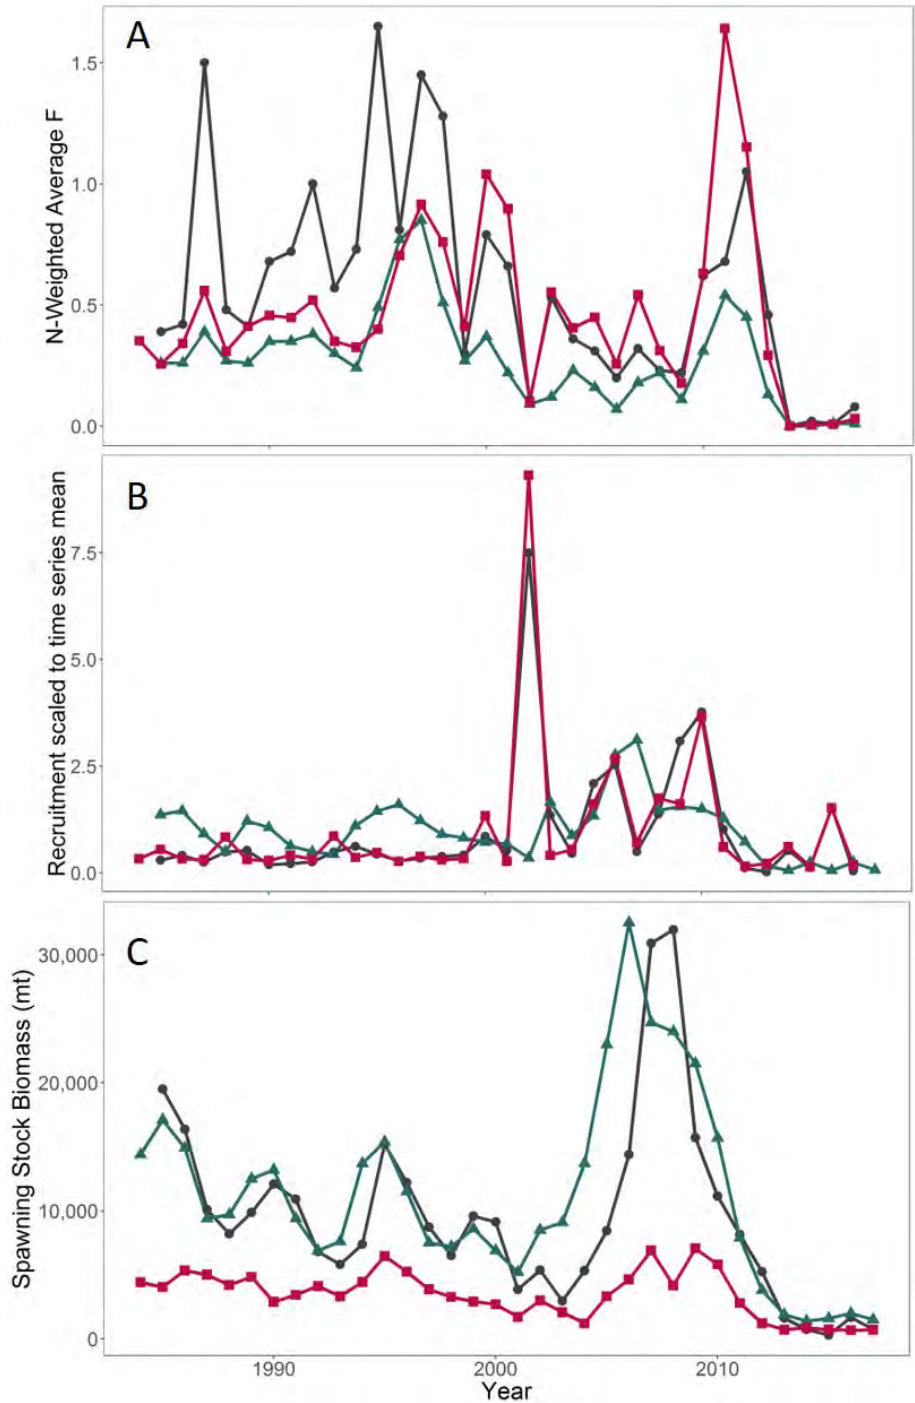 A
N-Weighted Average F
1.5
1.0
0.5
0.0
B
Recruitment scaled to time series mean
7.5
5.0
2.5
0.0
C
Spawning Stock Biomass (mt)
30,000
20,000
10,000
0
1990 2000 2010
Year